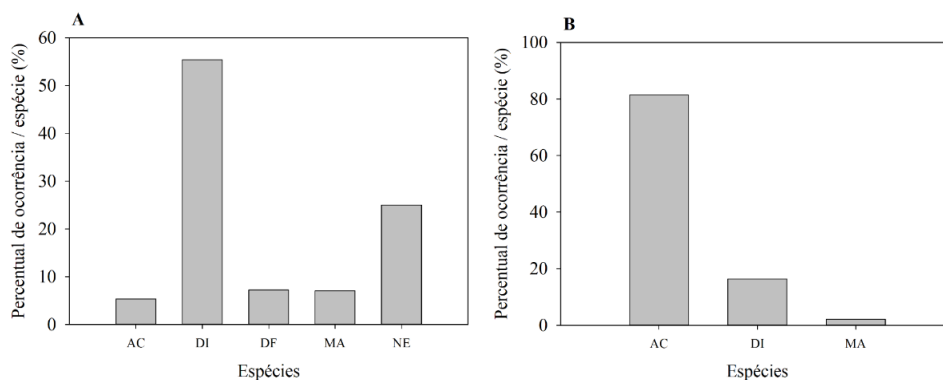 A
Percentual de ocorrência / espécie (%)
60
50
40
30
20
10
0
AC DI DF MA NE
Espécies
B
Percentual de ocorrência / espécie (%)
100
80
60
40
20
0
AC DI MA
Espécies